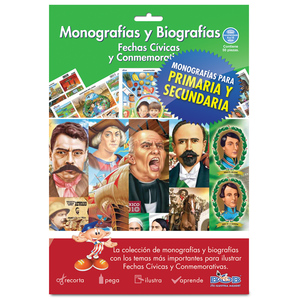 Monografías y Biografías
Fechas Cívicas
y Conmemorativas
Contiene
MONOGRAFÍAS PARA
PRIMARIA Y
SECUNDARIA
La colección de monografías y biografías
con los temas más importantes para ilustrar
Fechas Cívicas y Conmemorativas.
recorta
pega
ilustra
aprende